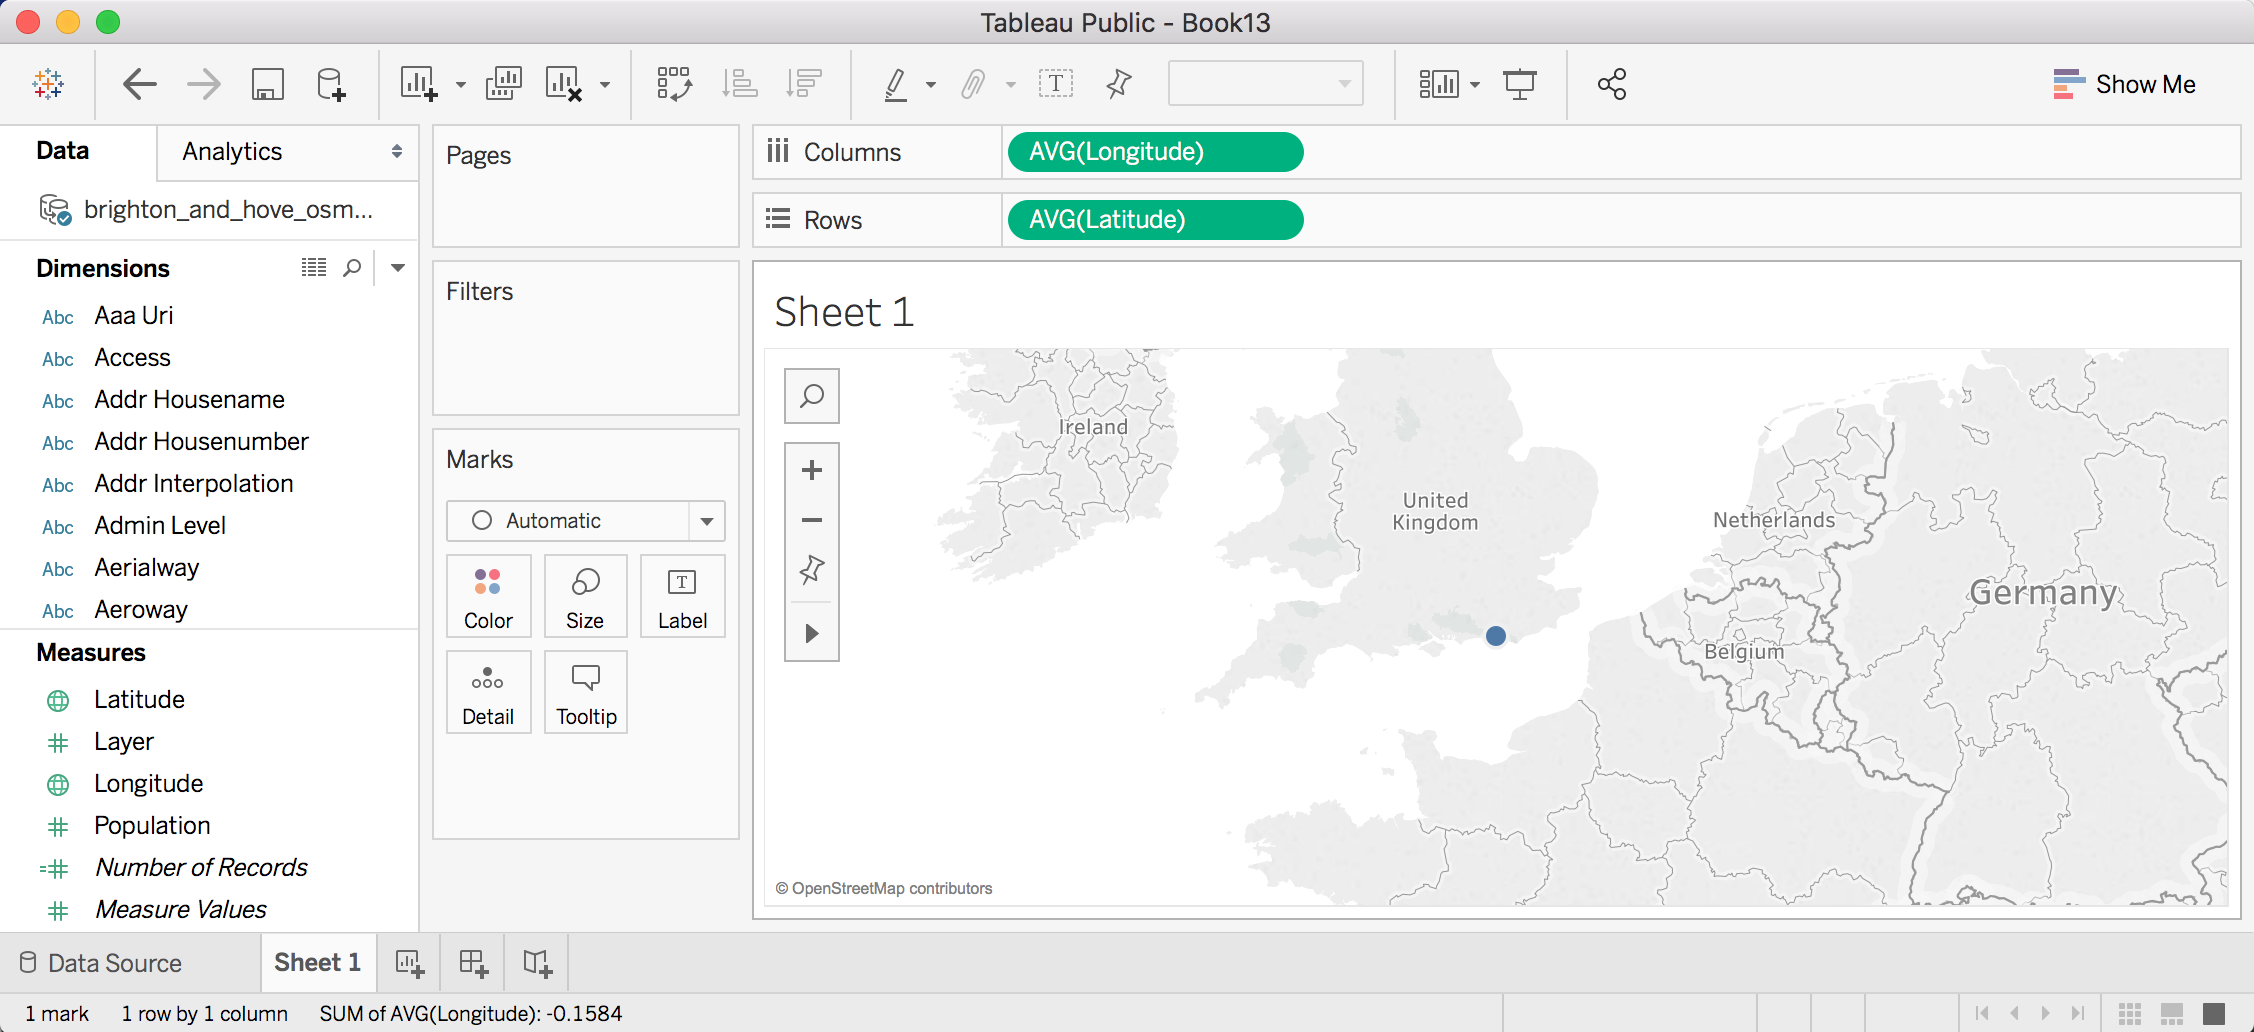 Tableau Public - Book13
Show Me
Data
Analytics
brighton_and_hove_osm...
Dimensions
Abc Aaa Uri
Abc Access
Abc Addr Housename
Abc Addr Housenumber
Abc Addr Interpolation
Abc Admin Level
Abc Aerialway
Abc Aeroway
Measures
Latitude
Layer
Longitude
Population
Number of Records
Measure Values
Pages
Filters
Marks
Automatic
Color
Size
T
Label
Detail
Tooltip
T
Columns
AVG(Longitude)
Rows
AVG(Latitude)
Sheet 1
Ireland
United
Kingdom
Netherlands
Germany
Belgium
© OpenStreetMap contributors
Data Source
Sheet 1
1 mark
1 row by 1 column
SUM of AVG(Longitude): -0.1584